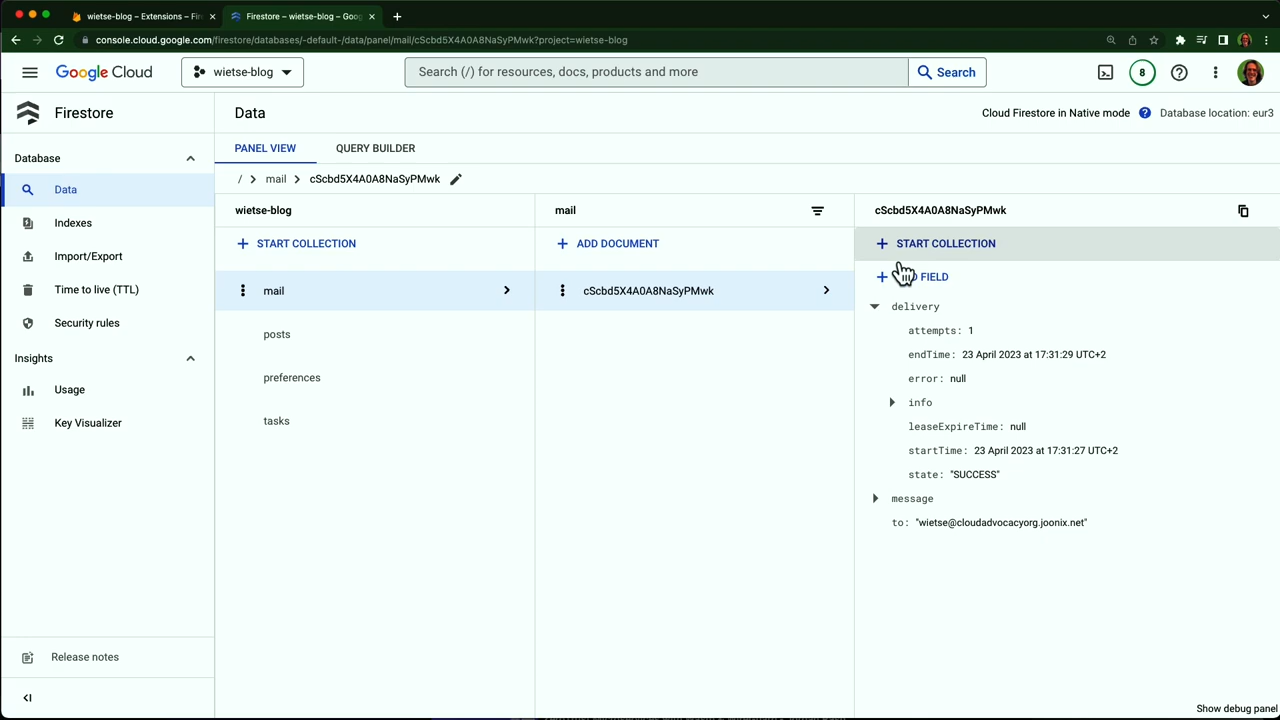 wietse-blog – Extensions – Fir
Firestore – wietse-blog – Goog
console.cloud.google.com/firestore/databases/-default-/data/panel/mail/cScbd5X4A0A8NaSyPMwk?project=wietse-blog
Google Cloud
wietse-blog
Search (/) for resources, docs, products and more
Search
8
Firestore
Data
Cloud Firestore in Native mode
Database location: eur3
Database
Data
Indexes
Import/Export
Time to live (TTL)
Security rules
Insights
Usage
Key Visualizer
Release notes
PANEL VIEW
QUERY BUILDER
/ > mail > cScbd5X4A0A8NaSyPMwk
wietse-blog
START COLLECTION
mail
posts
preferences
tasks
mail
ADD DOCUMENT
cScbd5X4A0A8NaSyPMwk
cScbd5X4A0A8NaSyPMwk
START COLLECTION
FIELD
delivery
attempts: 1
endTime: 23 April 2023 at 17:31:29 UTC+2
error: null
info
leaseExpireTime: null
startTime: 23 April 2023 at 17:31:27 UTC+2
state: "SUCCESS"
message
to: "wietse@cloudadvocacyorg.joonix.net"
Show debug panel